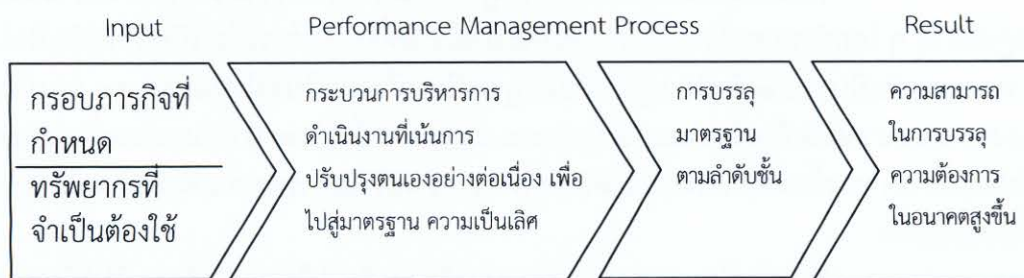 Input
Performance Management Process
Result
กรอบภารกิจที่
กำหนด
ทรัพยากรที่
จำเป็นต้องใช้
กระบวนการบริหารการ
ดำเนินงานที่เน้นการ
ปรับปรุงตนเองอย่างต่อเนื่อง เพื่อ
ไปสู่มาตรฐาน ความเป็นเลิศ
การบรรลุ
มาตรฐาน
ตามลำดับชั้น
ความสามารถ
ในการบรรลุ
ความต้องการ
ในอนาคตสูงขึ้น